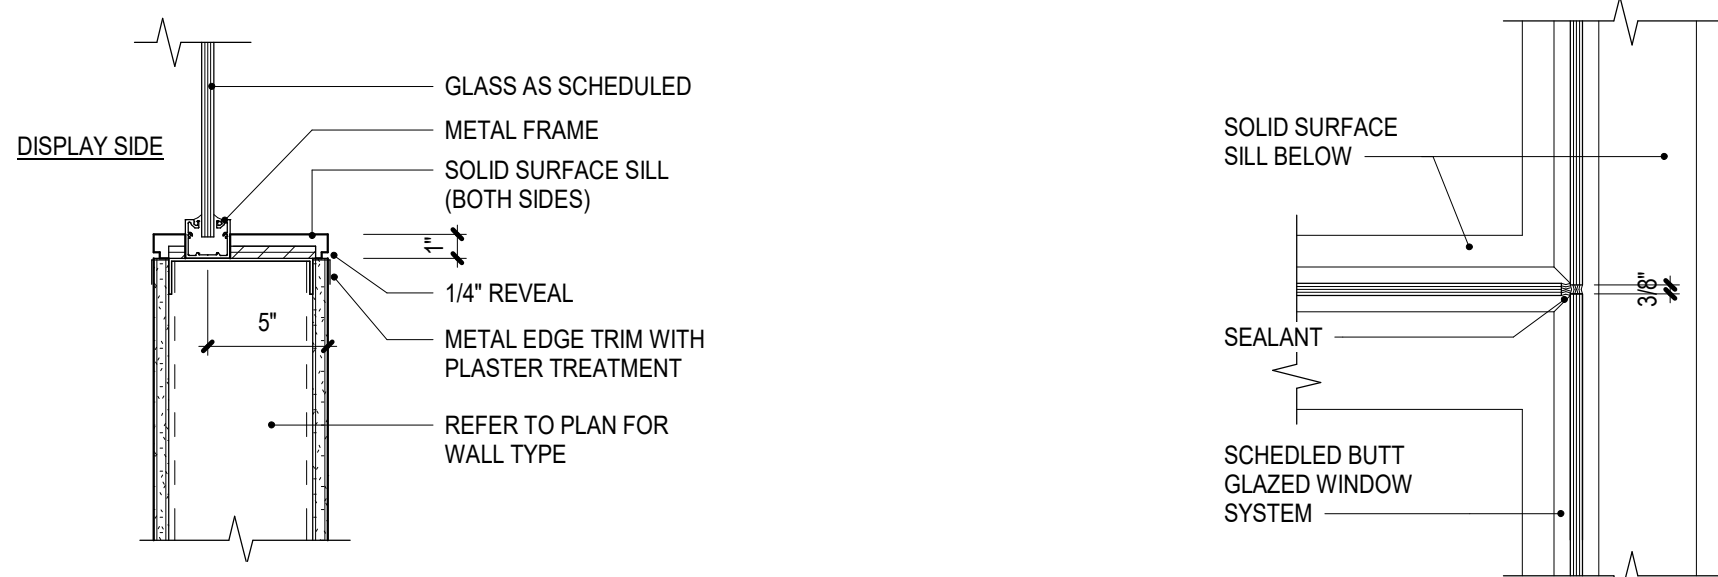 DISPLAY SIDE
GLASS AS SCHEDULED
METAL FRAME
SOLID SURFACE SILL
(BOTH SIDES)
1"
1/4" REVEAL
5"
METAL EDGE TRIM WITH
PLASTER TREATMENT
REFER TO PLAN FOR
WALL TYPE
SOLID SURFACE
SILL BELOW
3/8"
SEALANT
SCHEDLED BUTT
GLAZED WINDOW
SYSTEM